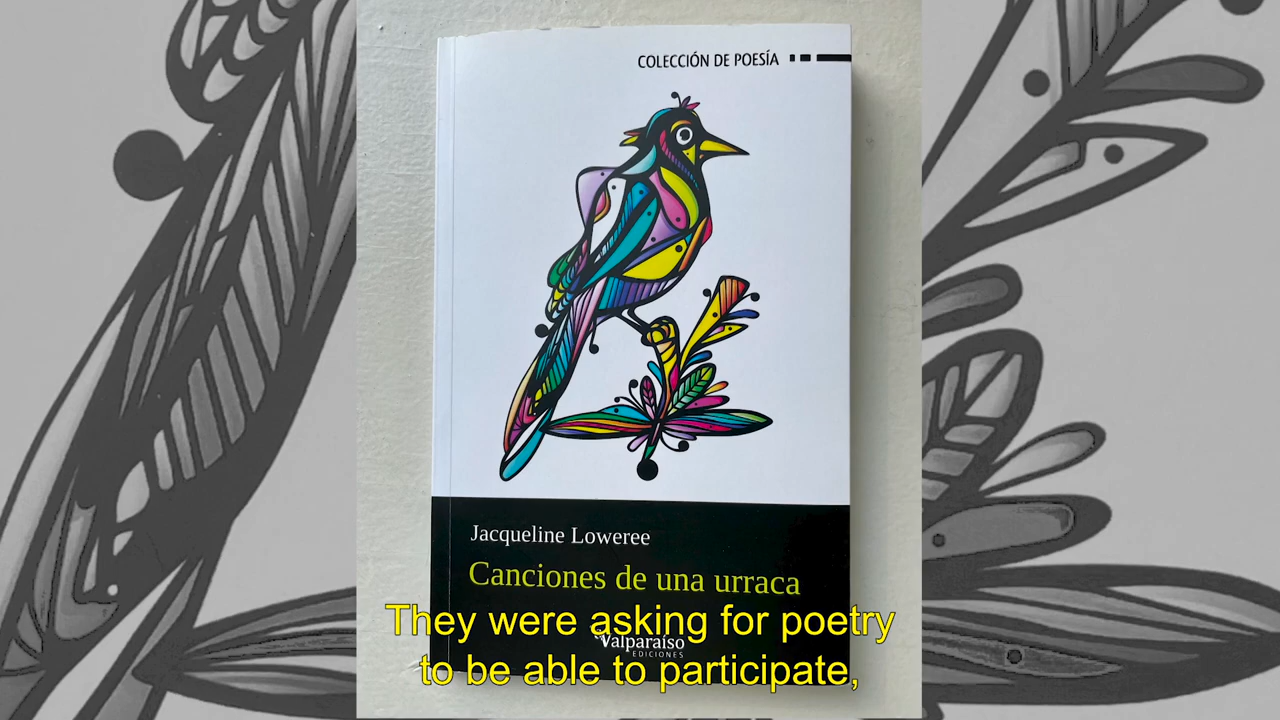 COLECCIÓN DE POESÍA
Jacqueline Loweree
Canciones de una urraca
Valparaíso
EDICIONES
They were asking for poetry
to be able to participate,